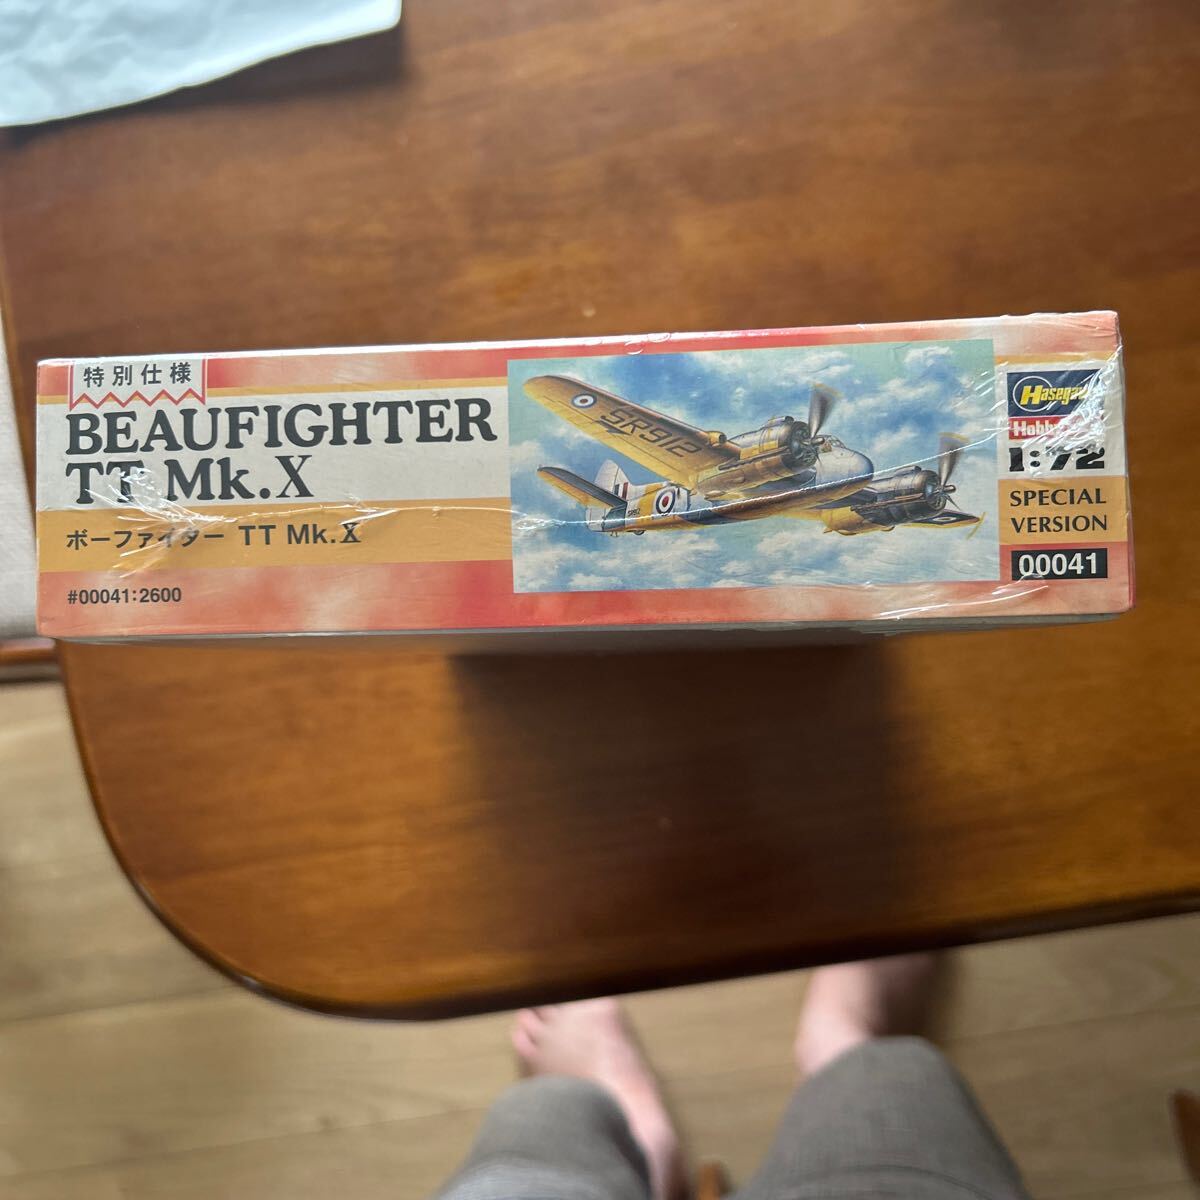 特別仕様
BEAUFIGHTER
TT Mk.X
ボーファイター TT Mk.X
#00041:2600
SR912
Hasegawa
1:72
SPECIAL
VERSION
00041